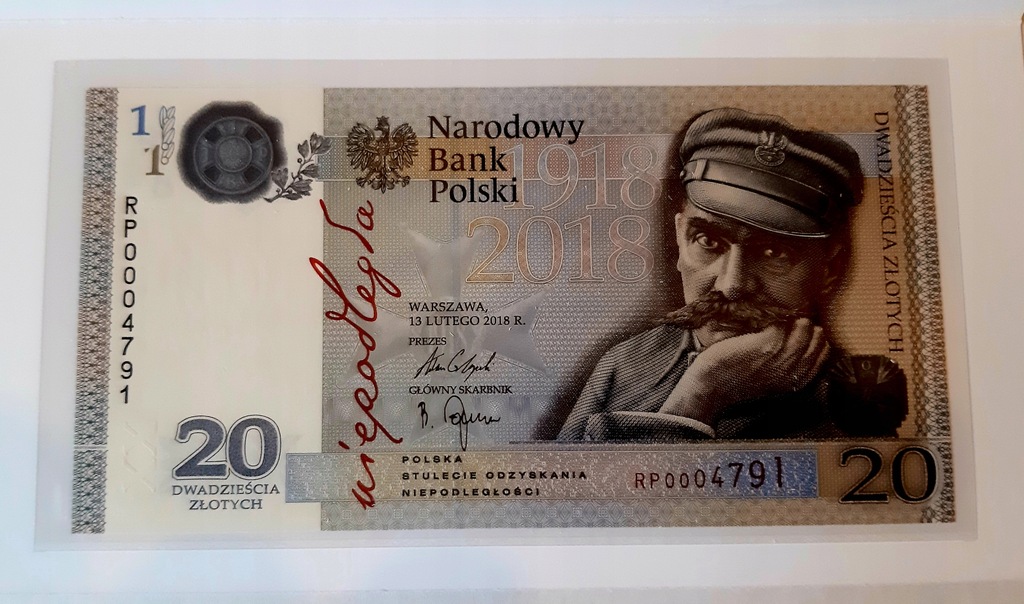 1
1
RP0004791
20
DWADZIEŚCIA
ZŁOTYCH
niepodległa
Narodowy
Bank
Polski
1918
2018
WARSZAWA,
13 LUTEGO 2018 R.
PREZES
GŁÓWNY SKARBNIK
POLSKA
STULECIE ODZYSKANIA
NIEPODLEGŁOŚCI
RP0004791
DWADZIEŚCIA ZŁOTYCH
20